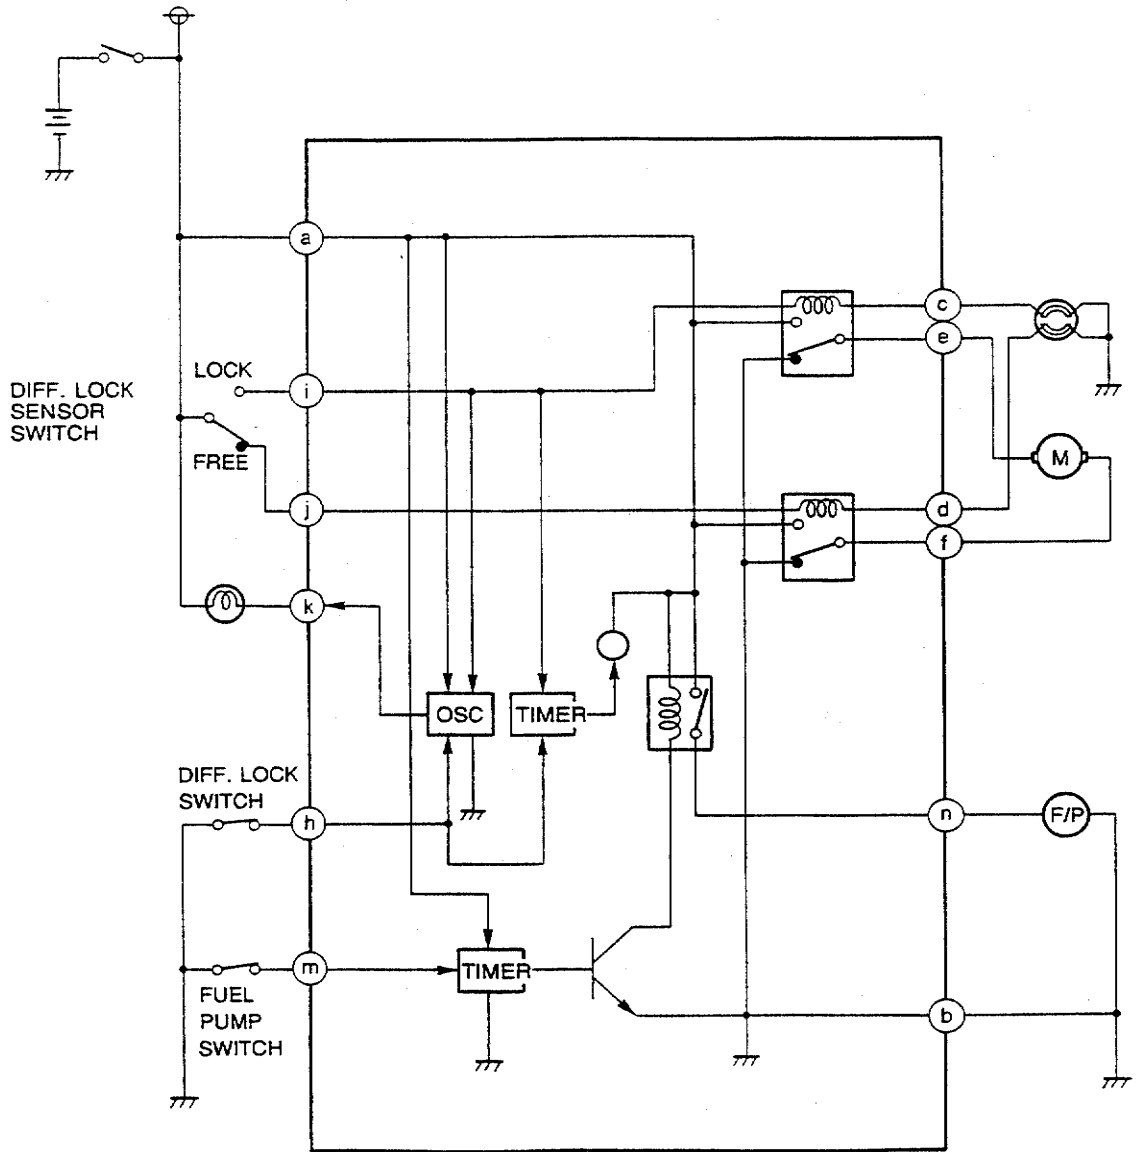 a
c
e
LOCK
i
DIFF. LOCK
SENSOR
SWITCH
FREE
M
j
d
f
k
OSC
TIMER
DIFF. LOCK
SWITCH
h
n
F/P
m
TIMER
FUEL
PUMP
SWITCH
b